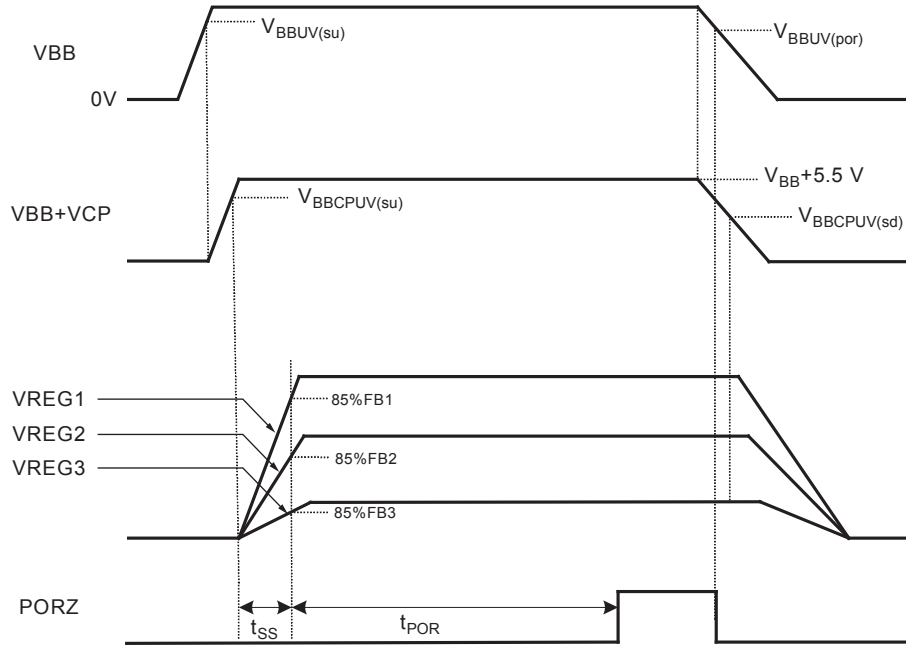 V_BBUV(su)
VBB
V_BBUV(por)
0V
V_BB+5.5 V
VBB+VCP
V_BBCPUV(su)
V_BBCPUV(sd)
VREG1
85%FB1
VREG2
85%FB2
VREG3
85%FB3
PORZ
t_SS
t_POR